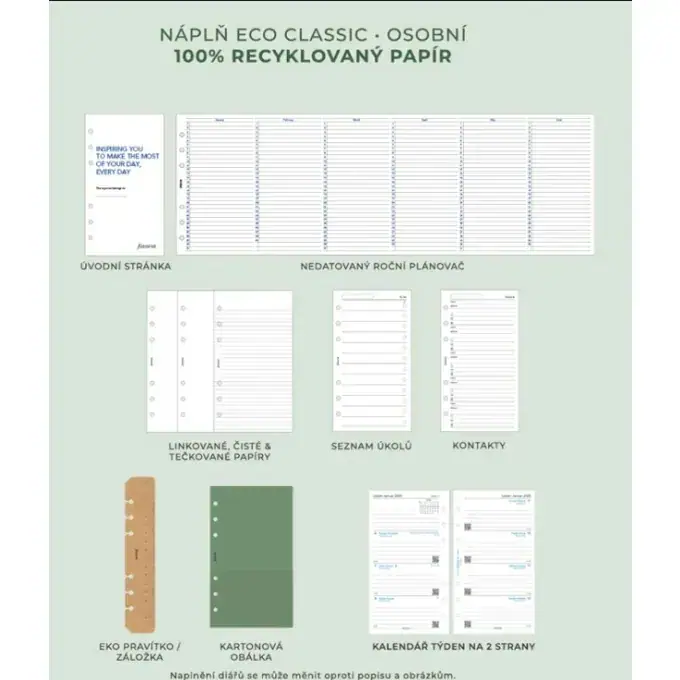 NÁPLŇ ECO CLASSIC • OSOBNÍ
100% RECYKLOVANÝ PAPÍR
INSPIRING YOU
TO MAKE THE MOST
OF YOUR DAY,
EVERY DAY
filofax
ÚVODNÍ STRÁNKA
NEDATOVANÝ ROČNÍ PLÁNOVAČ
LINKOVANÉ, ČISTÉ &
TEČKOVANÉ PAPÍRY
SEZNAM ÚKOLŮ
KONTAKTY
EKO PRAVÍTKO /
ZÁLOŽKA
KARTONOVÁ
OBÁLKA
KALENDÁŘ TÝDEN NA 2 STRANY
Naplnění diářů se může měnit oproti popisu a obrázkům.